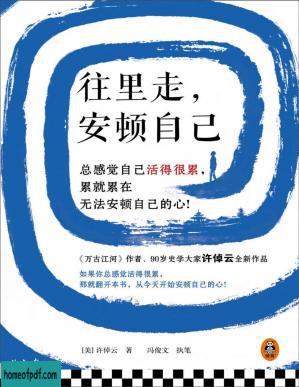 往里走，
安顿自己
总感觉自己活得很累，
累就累在
无法安顿自己的心！
《万古江河》作者、90岁史学大家许倬云全新作品
如果你总感觉活得很累，
那就翻开本书，从今天开始安顿自己的心！
[美] 许倬云 著 冯俊文 执笔
homeofpdf.com